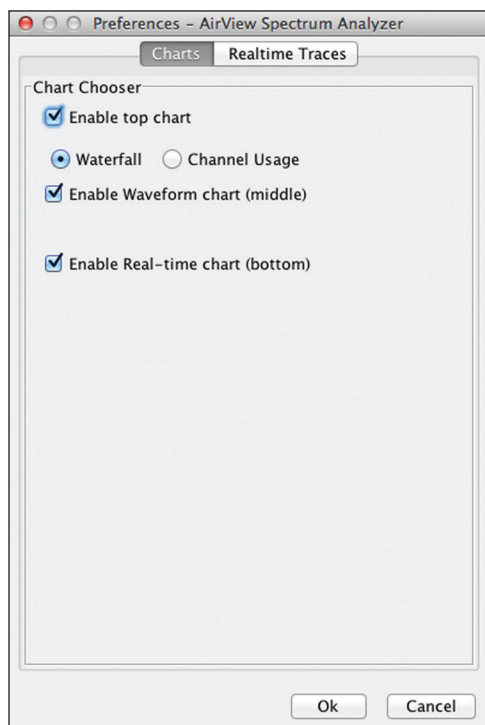 Preferences – AirView Spectrum Analyzer
Charts Realtime Traces
Chart Chooser
Enable top chart
Waterfall Channel Usage
Enable Waveform chart (middle)
Enable Real-time chart (bottom)
Ok Cancel